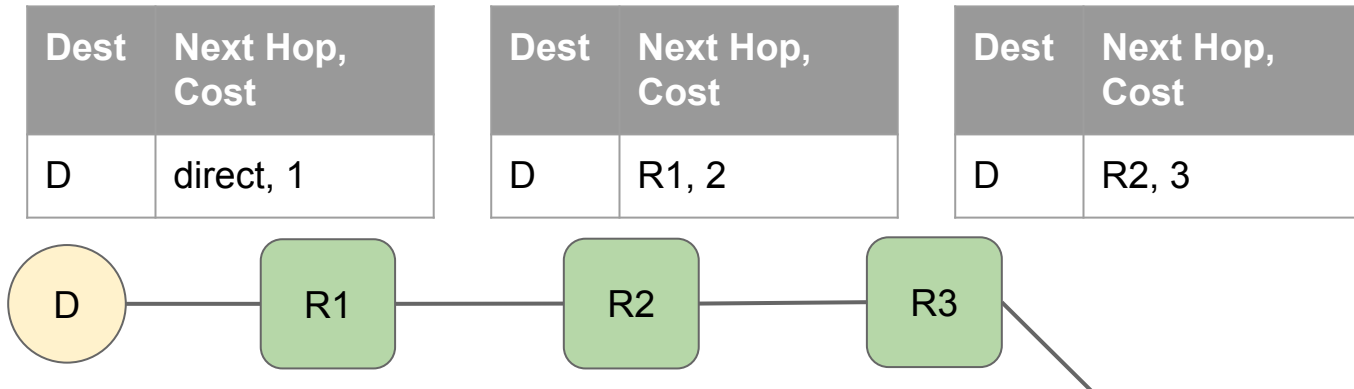 Dest Next Hop,
Cost
D direct, 1
Dest Next Hop,
Cost
D R1, 2
Dest Next Hop,
Cost
D R2, 3
D R1 R2 R3